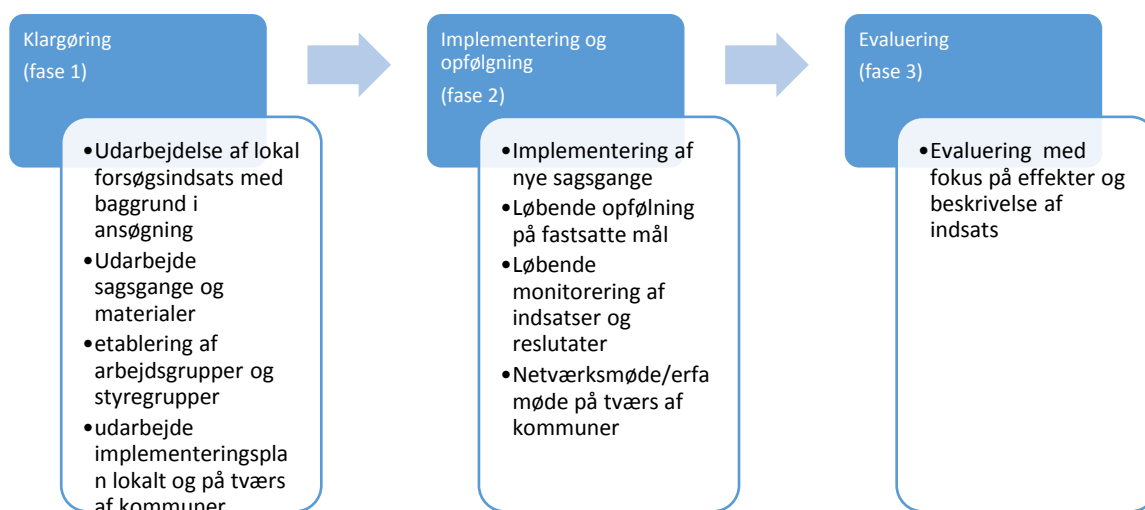 Klargøring
(fase 1)
•Udarbejdelse af lokal
forsøgsindsats med
baggrund i
ansøgning
•Udarbejde
sagsgange og
materialer
•etablering af
arbejdsgrupper og
styregrupper
•udarbejde
implementeringspla
n lokalt og på tværs
af kommuner
Implementering og
opfølgning
(fase 2)
•Implementering af
nye sagsgange
•Løbende opfølning
på fastsatte mål
•Løbende
monitorering af
indsatser og
reslutater
•Netværksmøde/erfa
møde på tværs af
kommuner
Evaluering
(fase 3)
•Evaluering med
fokus på effekter og
beskrivelse af
indsats